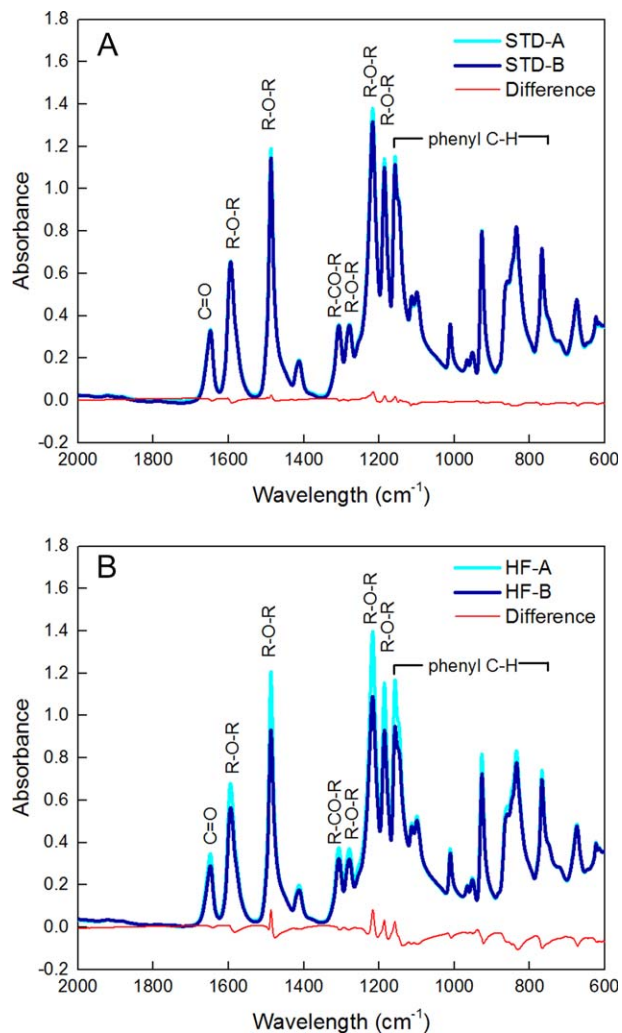 A
STD-A
STD-B
Difference
R-O-R
R-O-R
R-O-R
R-O-R
phenyl C-H
C=O
R-O-R
R-CO-R
R-O-R
Absorbance
1.8
1.6
1.4
1.2
1.0
0.8
0.6
0.4
0.2
0.0
-0.2
2000 1800 1600 1400 1200 1000 800 600
Wavelength (cm⁻¹)
B
HF-A
HF-B
Difference
R-O-R
R-O-R
R-O-R
phenyl C-H
C=O
R-O-R
R-CO-R
R-O-R
Absorbance
1.8
1.6
1.4
1.2
1.0
0.8
0.6
0.4
0.2
0.0
-0.2
2000 1800 1600 1400 1200 1000 800 600
Wavelength (cm⁻¹)